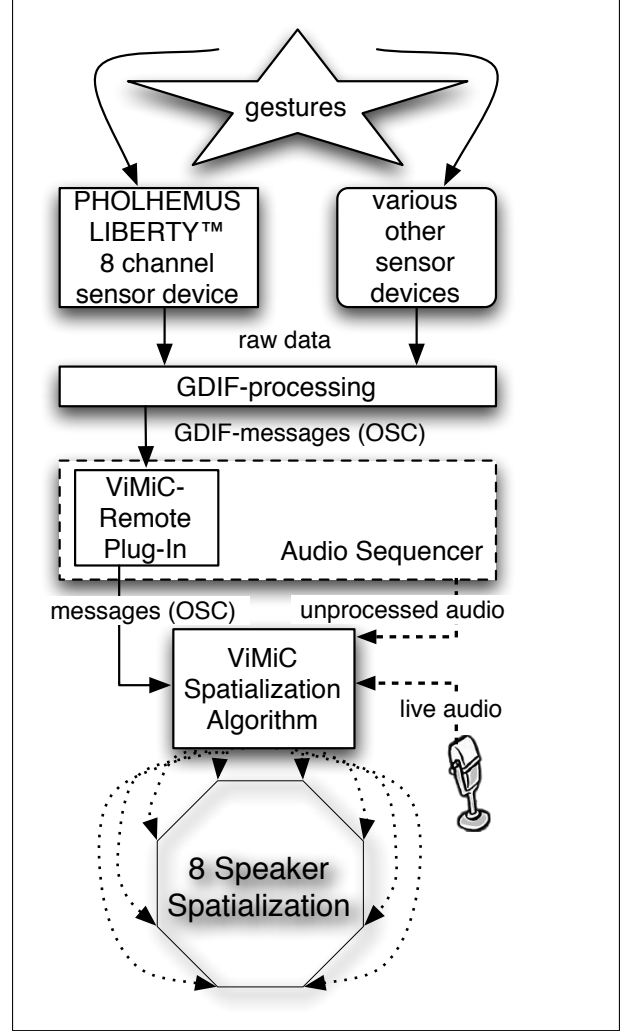 gestures
PHOLHEMUS
LIBERTY™
8 channel
sensor device
various
other
sensor
devices
raw data
GDIF-processing
GDIF-messages (OSC)
ViMiC-
Remote
Plug-In
Audio Sequencer
messages (OSC)
unprocessed audio
ViMiC
Spatialization
Algorithm
live audio
8 Speaker
Spatialization